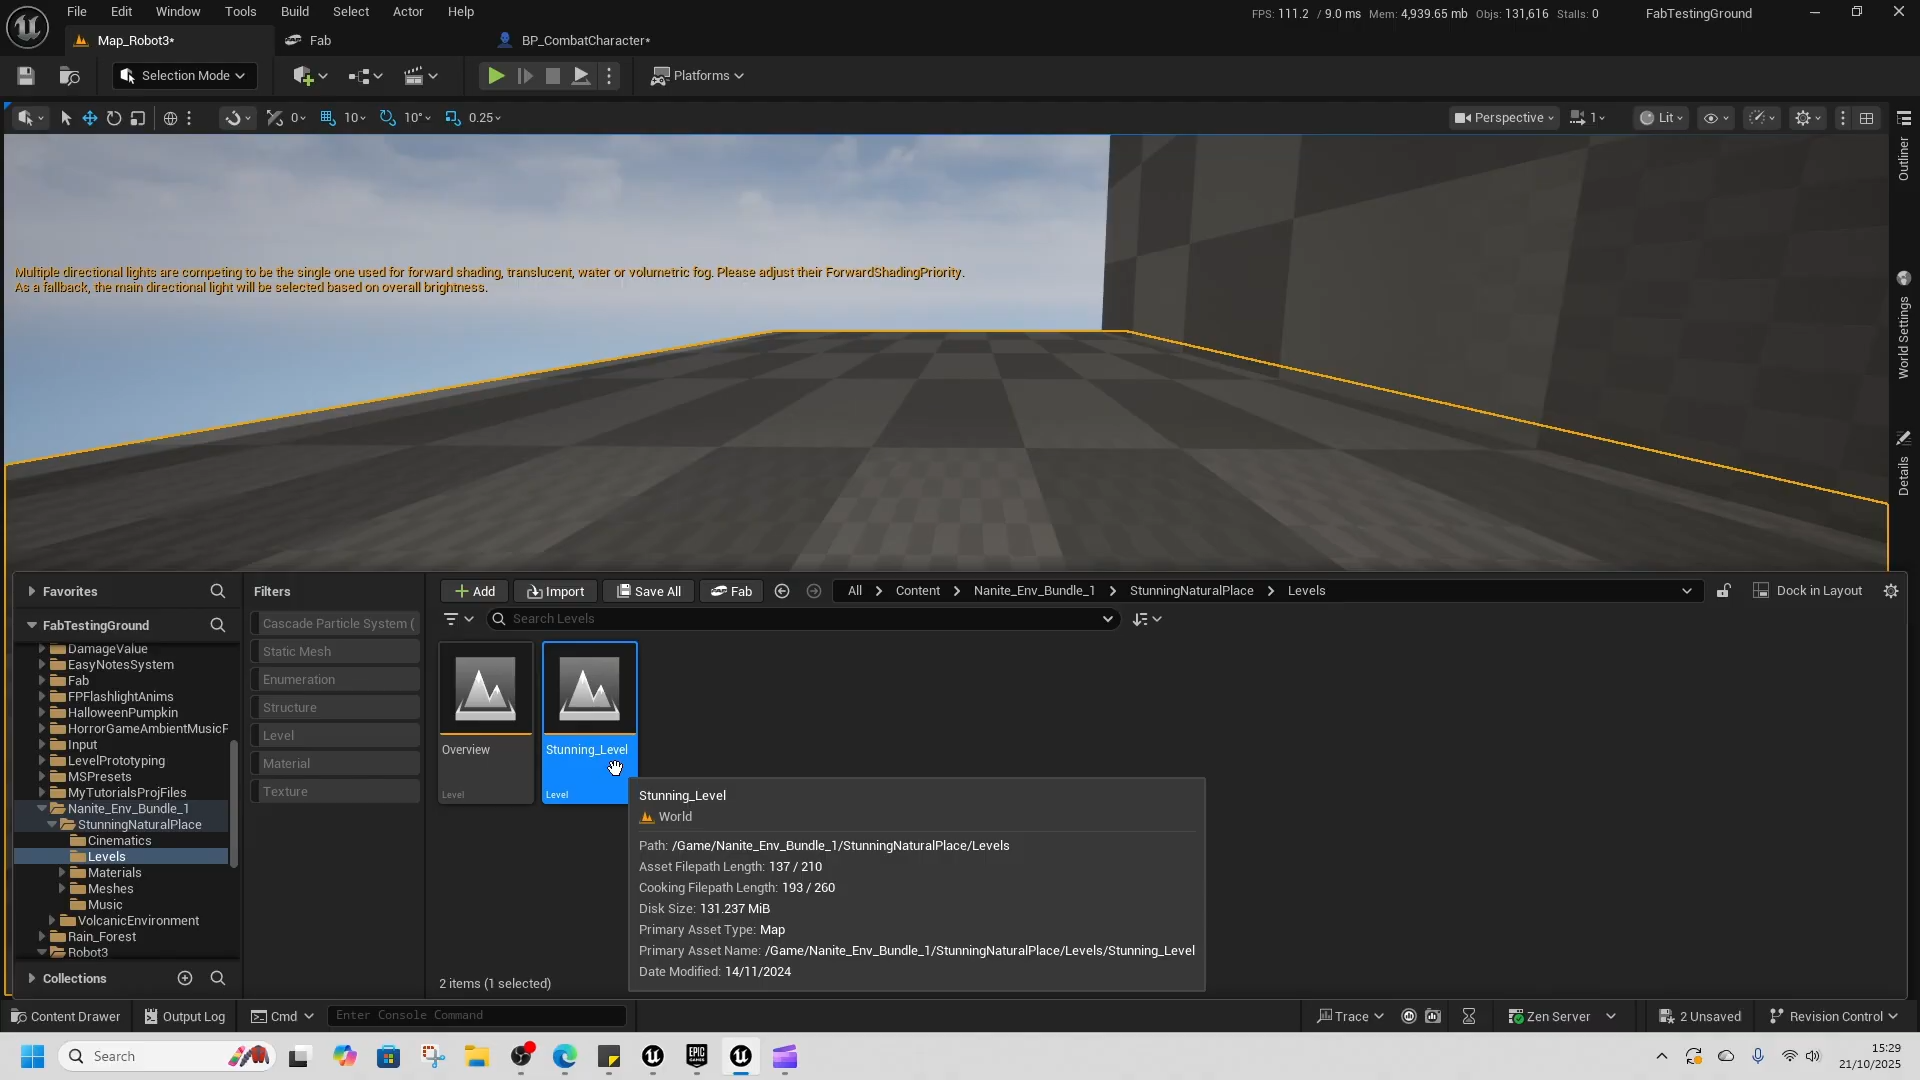 File Edit Window Tools Build Select Actor Help
FPS: 111.2 / 9.0 ms Mem: 4,939.65 mb Objs: 131,616 Stalls: 0 FabTestingGround
Map_Robot3* Fab BP_CombatCharacter*
Selection Mode Platforms
0 10 10° 0.25 Perspective 1 Lit
Outliner
World Settings
Details
Multiple directional lights are competing to be the single one used for forward shading, translucent, water or volumetric fog. Please adjust their ForwardShadingPriority.
As a fallback, the main directional light will be selected based on overall brightness.
Favorites
FabTestingGround
DamageValue
EasyNotesSystem
Fab
FPFlashlightAnims
HalloweenPumpkin
HorrorGameAmbientMusicF
Input
LevelPrototyping
MSPresets
MyTutorialsProjFiles
Nanite_Env_Bundle_1
StunningNaturalPlace
Cinematics
Levels
Materials
Meshes
Music
VolcanicEnvironment
Rain_Forest
Robot3
Collections
Filters
Cascade Particle System (
Static Mesh
Enumeration
Structure
Level
Material
Texture
Add Import Save All Fab All Content Nanite_Env_Bundle_1 StunningNaturalPlace Levels Dock in Layout
Search Levels
Overview
Level
Stunning_Level
Level
Stunning_Level
World
Path: /Game/Nanite_Env_Bundle_1/StunningNaturalPlace/Levels
Asset Filepath Length: 137 / 210
Cooking Filepath Length: 193 / 260
Disk Size: 131.237 MiB
Primary Asset Type: Map
Primary Asset Name: /Game/Nanite_Env_Bundle_1/StunningNaturalPlace/Levels/Stunning_Level
Date Modified: 14/11/2024
2 items (1 selected)
Content Drawer Output Log Cmd Enter Console Command Trace Zen Server 2 Unsaved Revision Control
Search
EPIC GAMES
15:29
21/10/2025